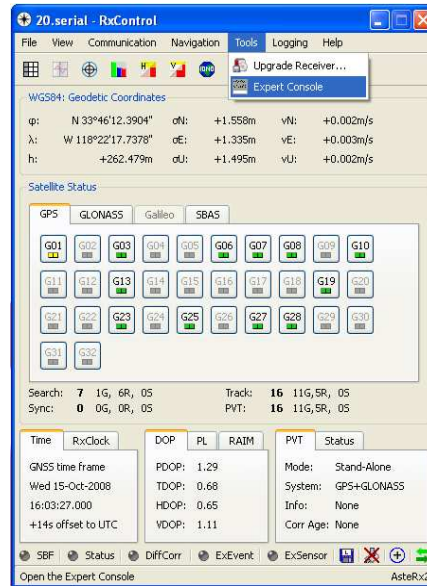 20.serial - RxControl
File View Communication Navigation Tools Logging Help
Upgrade Receiver...
Expert Console
WGS84: Geodetic Coordinates
φ: N 33°46'12.3904" σN: +1.558m vN: +0.002m/s
λ: W 118°22'17.7378" σE: +1.335m vE: +0.003m/s
h: +262.479m σU: +1.495m vU: +0.002m/s
Satellite Status
GPS GLONASS Galileo SBAS
G01 G02 G03 G04 G05 G06 G07 G08 G09 G10
G11 G12 G13 G14 G15 G16 G17 G18 G19 G20
G21 G22 G23 G24 G25 G26 G27 G28 G29 G30
G31 G32
Search: 7 1G, 6R, 0S Track: 16 11G,5R, 0S
Sync: 0 0G, 0R, 0S PVT: 16 11G,5R, 0S
Time RxClock DOP PL RAIM PVT Status
GNSS time frame PDOP: 1.29 Mode: Stand-Alone
Wed 15-Oct-2008 TDOP: 0.68 System: GPS+GLONASS
16:03:27.000 HDOP: 0.65 Info: None
+14s offset to UTC VDOP: 1.11 Corr Age: None
SBF Status DiffCorr ExEvent ExSensor
Open the Expert Console AsteRx2